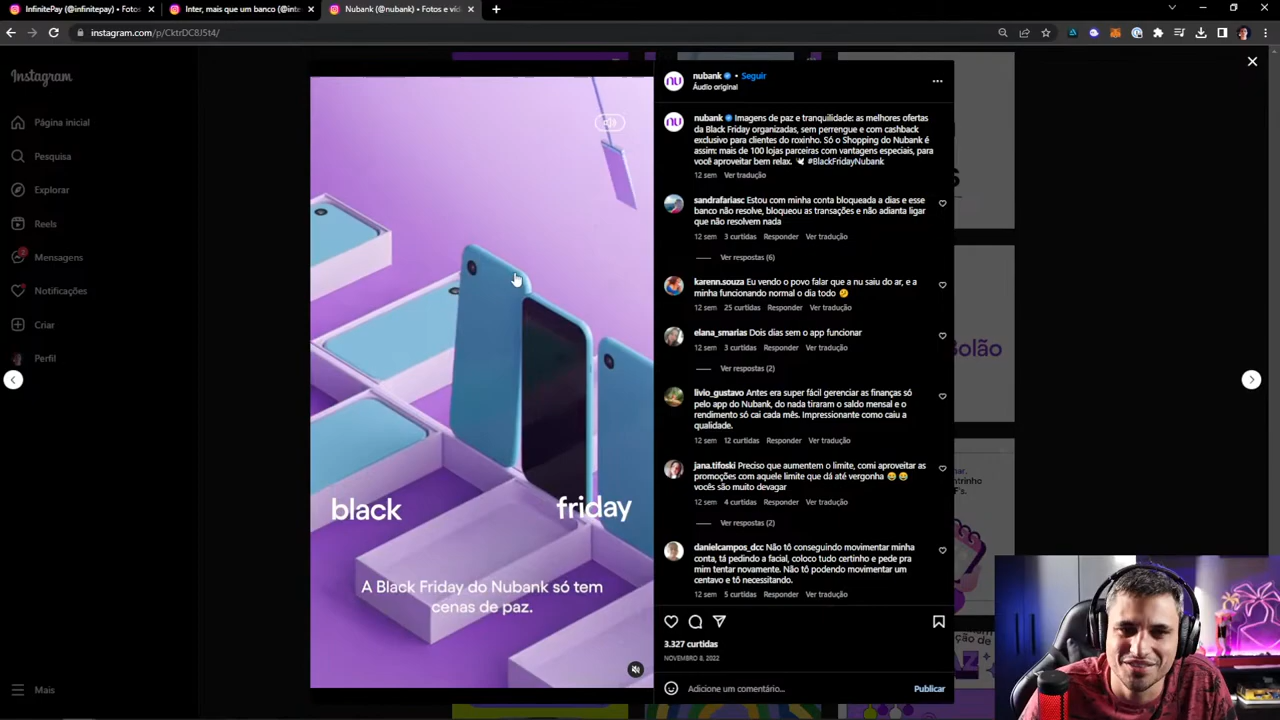 InfinitePay (@infinitepay) • Fotos
Inter, mais que um banco (@inte
Nubank (@nubank) • Fotos e víd
instagram.com/p/CktrDC8J5t4/
Instagram
Página inicial
Pesquisa
Explorar
Reels
2
Mensagens
Notificações
Criar
Perfil
Mais
black friday
A Black Friday do Nubank só tem
cenas de paz.
nu
nubank • Seguir
Áudio original
nu
nubank Imagens de paz e tranquilidade: as melhores ofertas
da Black Friday organizadas, sem perrengue e com cashback
exclusivo para clientes do roxinho. Só o Shopping do Nubank é
assim: mais de 100 lojas parceiras com vantagens especiais, para
você aproveitar bem relax. 🕊 #BlackFridayNubank
12 sem Ver tradução
sandrafariasc Estou com minha conta bloqueada a dias e esse
banco não resolve, bloqueou as transações e não adianta ligar
que não resolvem nada
12 sem 3 curtidas Responder Ver tradução
Ver respostas (6)
karenn.souza Eu vendo o povo falar que a nu saiu do ar, e a
minha funcionando normal o dia todo 🤔
12 sem 25 curtidas Responder Ver tradução
elana_smarias Dois dias sem o app funcionar
12 sem 3 curtidas Responder Ver tradução
Ver respostas (2)
livio_gustavo Antes era super fácil gerenciar as finanças só
pelo app do Nubank, do nada tiraram o saldo mensal e o
rendimento só cai cada mês. Impressionante como caiu a
qualidade.
12 sem 12 curtidas Responder Ver tradução
jana.tifoski Preciso que aumentem o limite, comi aproveitar as
promoções com aquele limite que dá até vergonha 😂 😂
vocês são muito devagar
12 sem 4 curtidas Responder Ver tradução
Ver respostas (2)
danielcampos_dcc Não tô conseguindo movimentar minha
conta, tá pedindo a facial, coloco tudo certinho e pede pra
mim tentar novamente. Não tô podendo movimentar um
centavo e tô necessitando.
12 sem 5 curtidas Responder Ver tradução
3.327 curtidas
NOVEMBRO 8, 2022
Adicione um comentário...
Publicar
Bolão